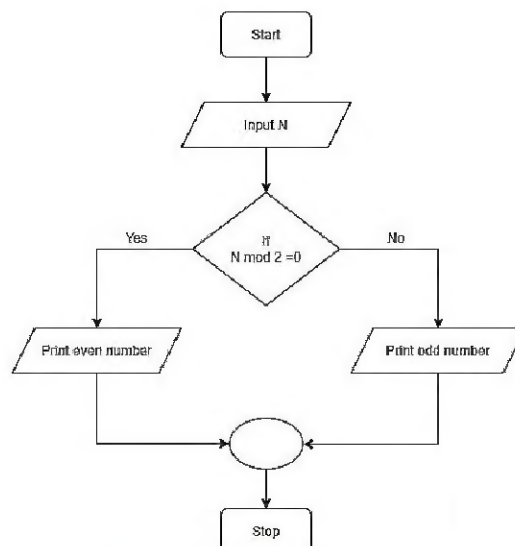 Start
Input N
If
N mod 2 =0
Yes
No
Print even number
Print odd number
Stop